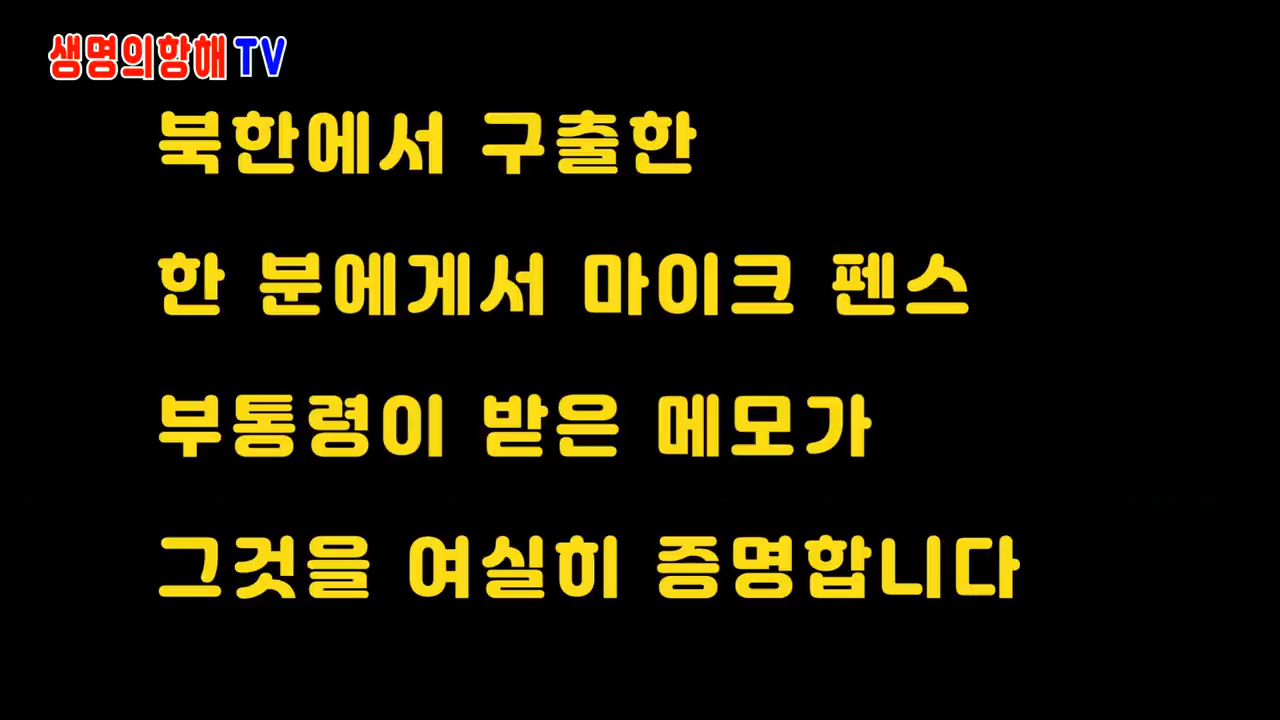 생명의항해TV
북한에서 구출한
한 분에게서 마이크 펜스
부통령이 받은 메모가
그것을 여실히 증명합니다